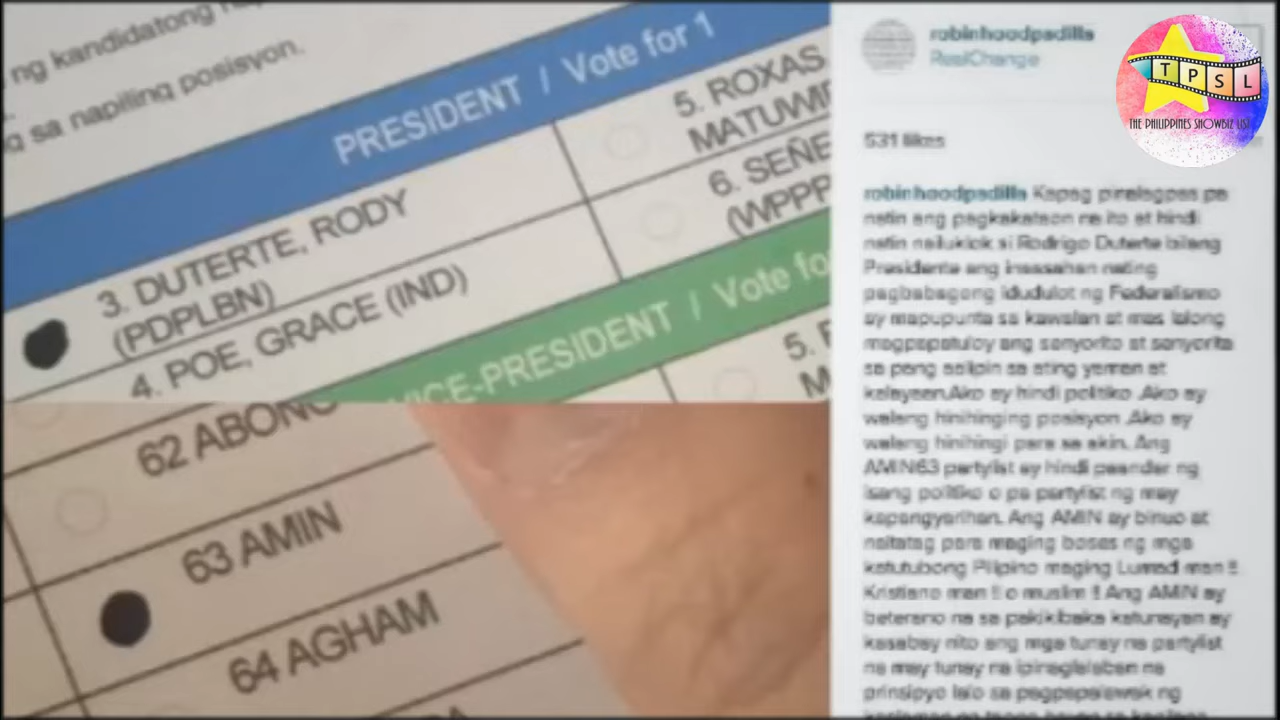 ng kandidatong
sa napiling posisyon.
PRESIDENT / Vote for 1
3. DUTERTE, RODY
(PDPLBN)
4. POE, GRACE (IND)
5. ROXAS
6. SEÑE
(WPPP
VICE-PRESIDENT / Vote fo
5.
62 ABONO
63 AMIN
64 AGHAM
robinhoodpadilla
RealChange
531 likes
robinhoodpadilla Kapag pinalagpas pa
natin ang pagkakataon na ito at hindi
natin nailuklok si Rodrigo Duterte bilang
Presidente ang inaasahan nating
pagbabagong idudulot ng Federalismo
ay mapupunta sa kawalan at mas lalong
magpapatuloy ang senyorito at senyorita
sa pang aalipin sa ating yaman at
kalayaan.Ako ay hindi politiko .Ako ay
walang hinihinging posisyon .Ako ay
walang hinihingi para sa akin. Ang
AMIN63 partylist ay hindi paandar ng
isang politiko o pa partylist ng may
kapangyarihan. Ang AMIN ay binuo at
naitatag para maging boses ng mga
katutubong Pilipino maging Lumad man !!
Kristiano man !! o muslim !! Ang AMIN ay
beterano na sa pakikibaka katunayan ay
kasabay nito ang mga tunay na partylist
na may tunay na ipinaglalaban na
prinsipyo lalo sa pagpapalawak ng
TPSL
THE PHILIPPINES SHOWBIZ LIST